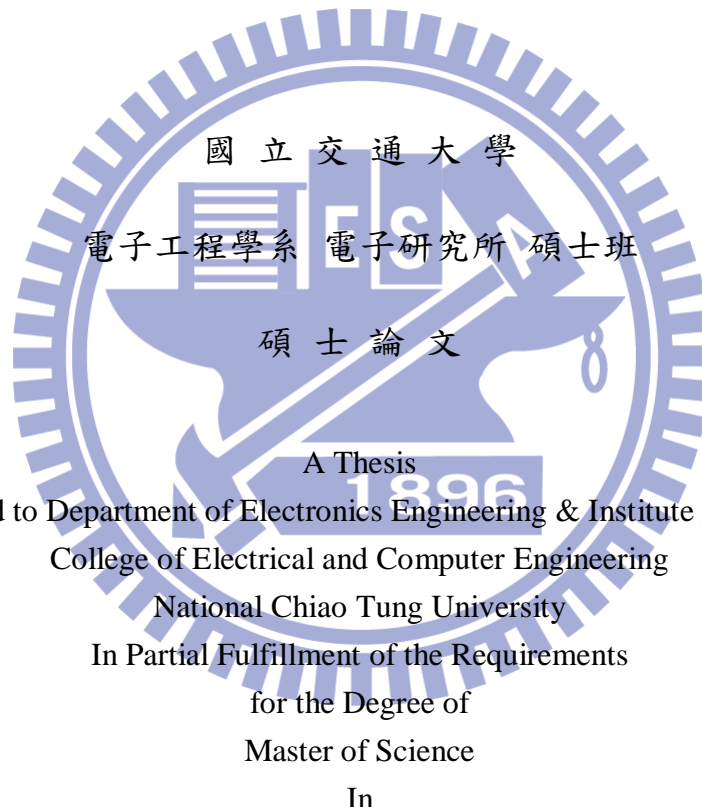 國 立 交 通 大 學
E S A
電子工程學系 電子研究所 碩士班
碩 士 論 文
A Thesis
1896
to Department of Electronics Engineering & Institute
College of Electrical and Computer Engineering
National Chiao Tung University
In Partial Fulfillment of the Requirements
for the Degree of
Master of Science
In